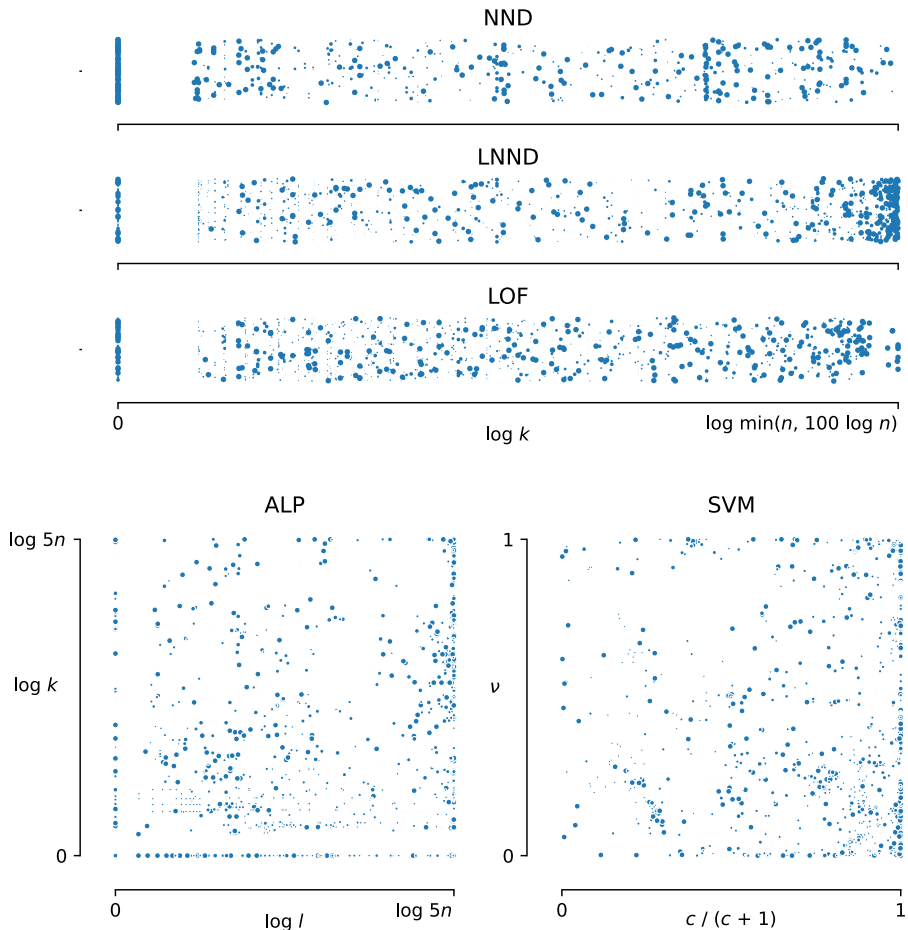 NND
LNND
LOF
0
log k
log min(n, 100 log n)
ALP
SVM
log 5n
log k
0
0
log l
log 5n
1
ν
0
0
c / (c + 1)
1